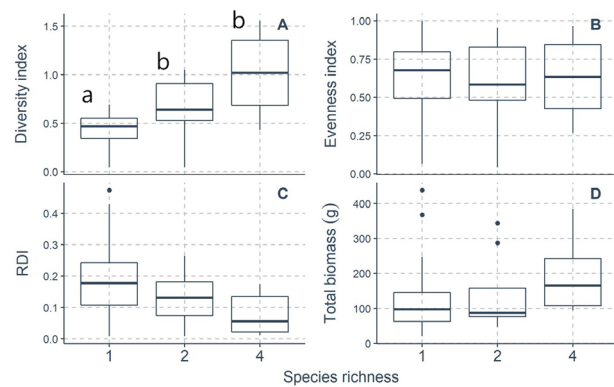 A
Diversity index
1.5
1.0
0.5
0.0
a
b
b
B
Evenness index
1.00
0.75
0.50
0.25
0.00
C
RDI
0.4
0.3
0.2
0.1
0.0
1 2 4
D
Total biomass (g)
400
300
200
100
0
1 2 4
Species richness